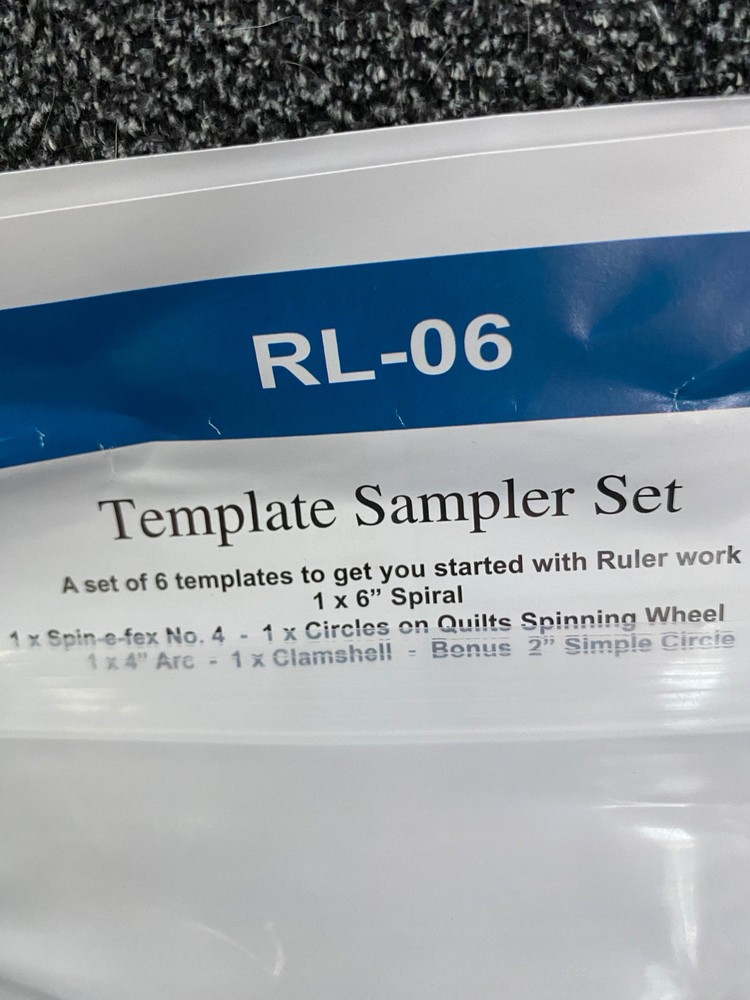 RL-06
Template Sampler Set
A set of 6 templates to get you started with Ruler work
1 x 6” Spiral
1 x Spin-e-fex No. 4 - 1 x Circles on Quilts Spinning Wheel
1 x 4” Arc - 1 x Clamshell - Bonus 2” Simple Circle